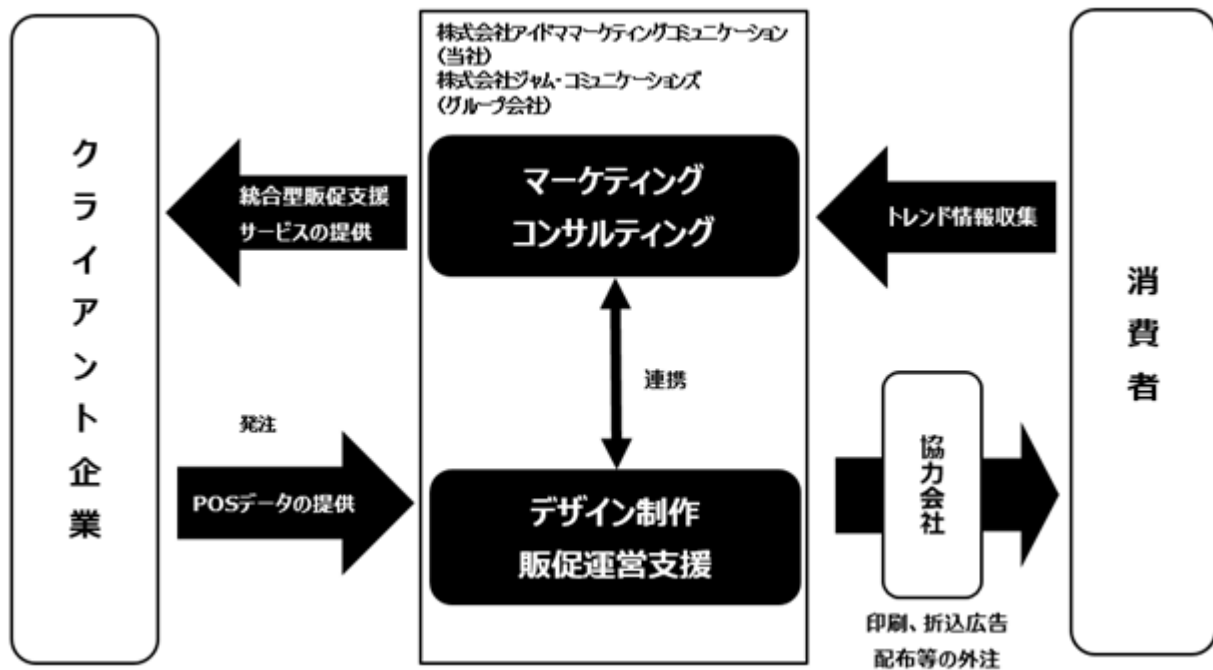 株式会社アイドママーケティングコミュニケーション
(当社)
株式会社ジャム・コミュニケーションズ
(グループ会社)
クライアント企業
統合型販促支援
サービスの提供
マーケティング
コンサルティング
トレンド情報収集
消費者
連携
発注
POSデータの提供
デザイン制作
販促運営支援
協力会社
印刷、折込広告
配布等の外注